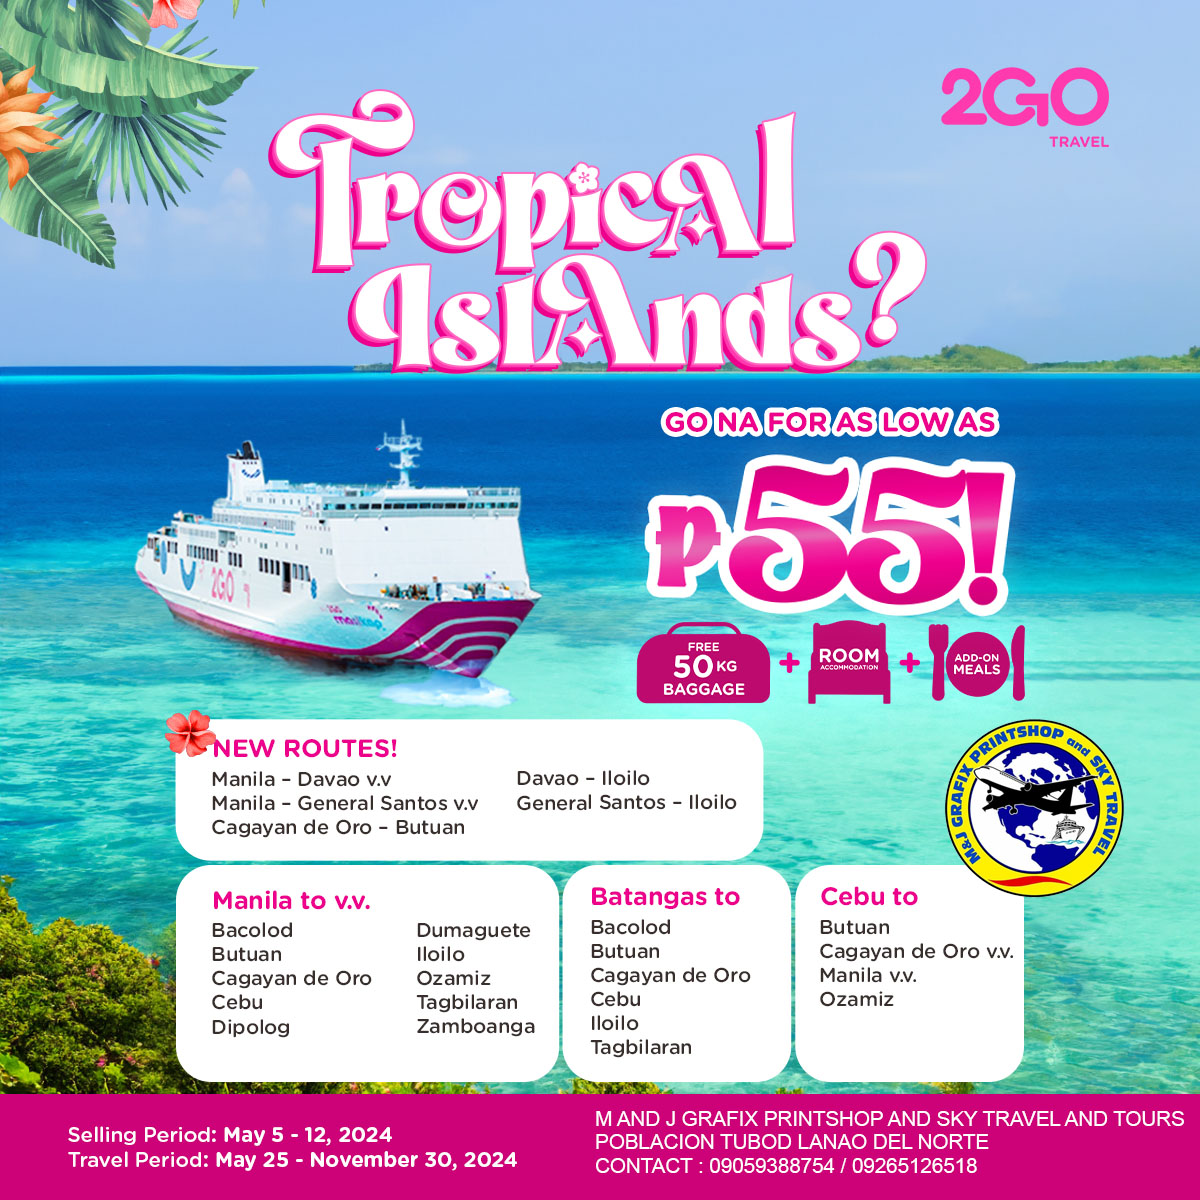 2GO
TRAVEL
Tropical
Islands?
GO NA FOR AS LOW AS
₱55!
FREE
50 KG
BAGGAGE
+
ROOM
ACCOMMODATION
+
ADD-ON
MEALS
2GO
2GO
masikap
NEW ROUTES!
Manila – Davao v.v
Manila – General Santos v.v
Cagayan de Oro – Butuan
Davao – Iloilo
General Santos – Iloilo
M&J GRAFIX PRINTSHOP and SKY TRAVEL
Manila to v.v.
Bacolod
Butuan
Cagayan de Oro
Cebu
Dipolog
Dumaguete
Iloilo
Ozamiz
Tagbilaran
Zamboanga
Batangas to
Bacolod
Butuan
Cagayan de Oro
Cebu
Iloilo
Tagbilaran
Cebu to
Butuan
Cagayan de Oro v.v.
Manila v.v.
Ozamiz
Selling Period: May 5 - 12, 2024
Travel Period: May 25 - November 30, 2024
M AND J GRAFIX PRINTSHOP AND SKY TRAVEL AND TOURS
POBLACION TUBOD LANAO DEL NORTE
CONTACT : 09059388754 / 09265126518